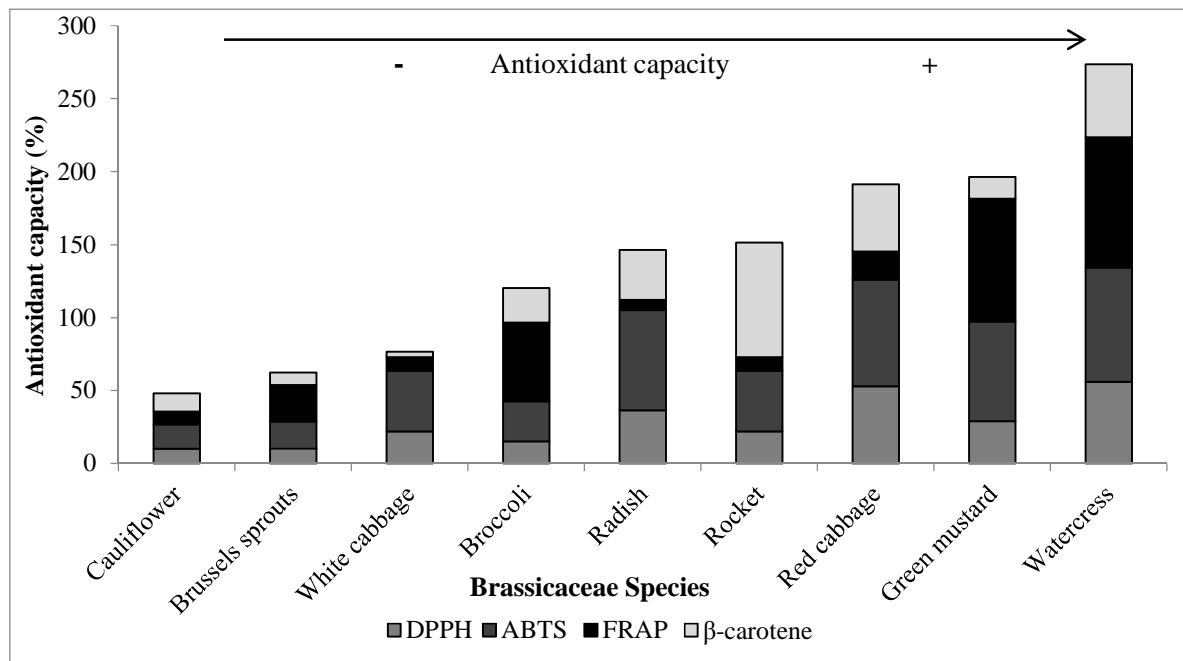 300
- Antioxidant capacity +
250
200
150
100
50
0
Antioxidant capacity (%)
Cauliflower
Brussels sprouts
White cabbage
Broccoli
Radish
Rocket
Red cabbage
Green mustard
Watercress
Brassicaceae Species
DPPH ABTS FRAP β-carotene